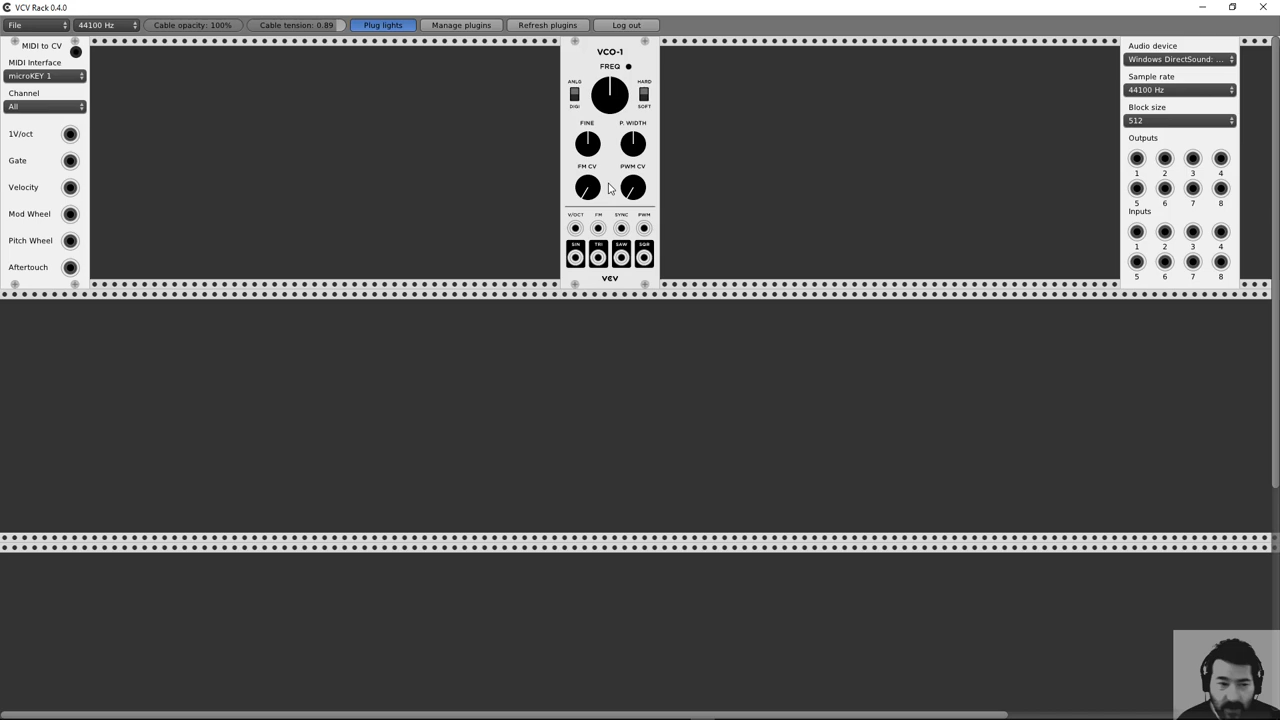 VCV Rack 0.4.0
File 44100 Hz Cable opacity: 100% Cable tension: 0.89 Plug lights Manage plugins Refresh plugins Log out
MIDI to CV
MIDI Interface
microKEY 1
Channel
All
1V/oct
Gate
Velocity
Mod Wheel
Pitch Wheel
Aftertouch
VCO-1
FREQ
ANLG HARD
DIGI SOFT
FINE P. WIDTH
FM CV PWM CV
V/OCT FM SYNC PWM
SIN TRI SAW SQR
VCV
Audio device
Windows DirectSound: ...
Sample rate
44100 Hz
Block size
512
Outputs
1 2 3 4
5 6 7 8
Inputs
1 2 3 4
5 6 7 8